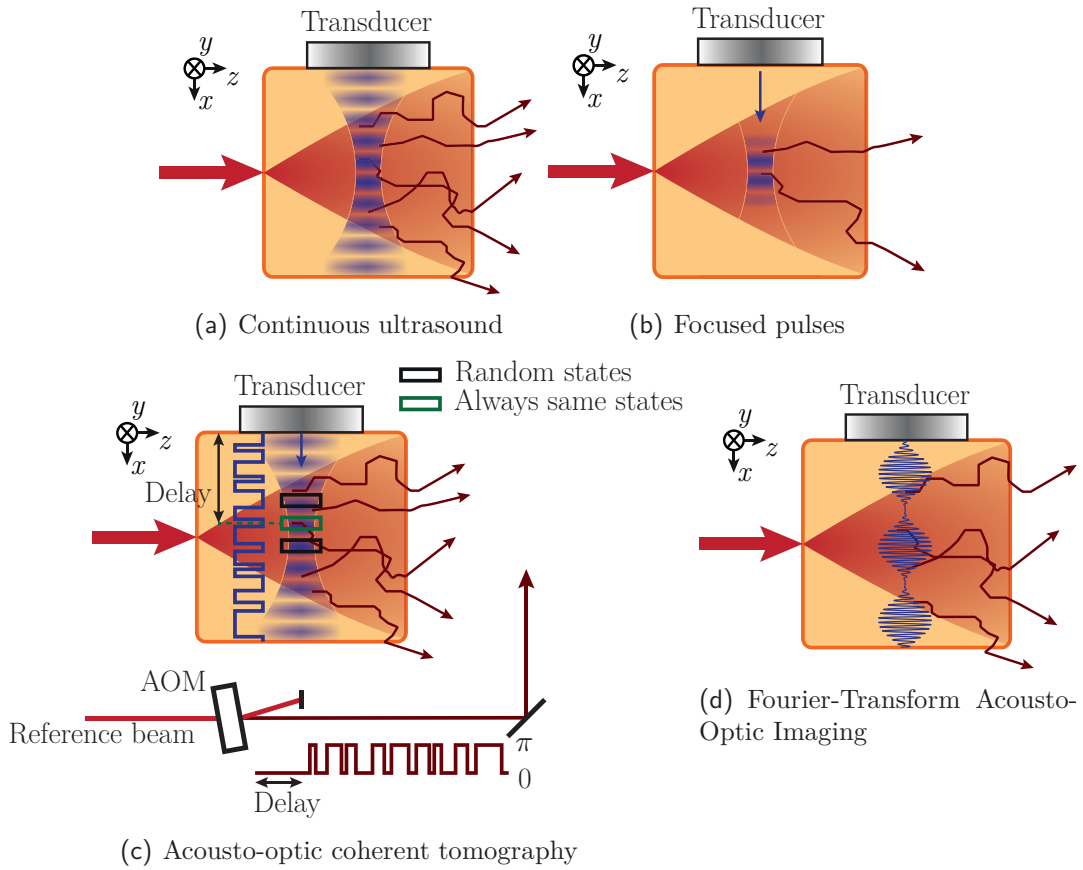 Transducer
y
z
x
(a) Continuous ultrasound
Transducer
y
z
x
(b) Focused pulses
Random states
Always same states
Transducer
y
z
x
Delay
AOM
Reference beam
π
0
Delay
(c) Acousto-optic coherent tomography
Transducer
y
z
x
(d) Fourier-Transform Acousto-
Optic Imaging